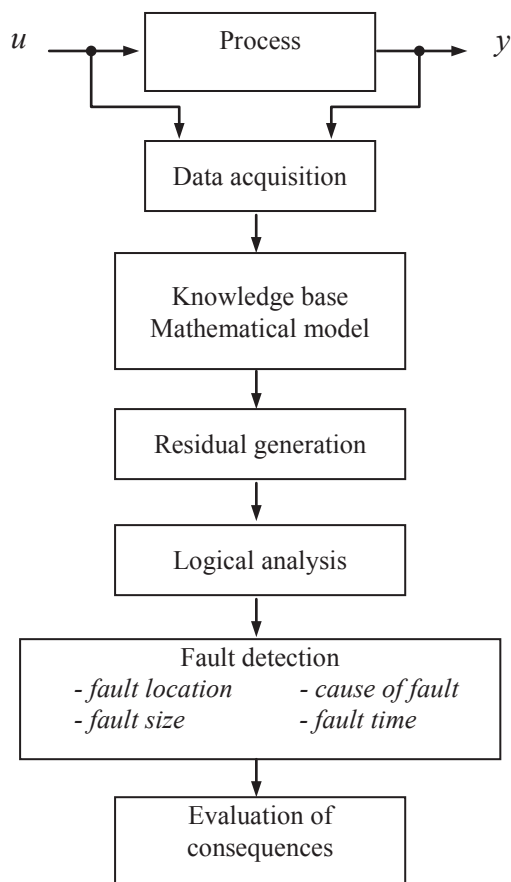 u
Process
y
Data acquisition
Knowledge base
Mathematical model
Residual generation
Logical analysis
Fault detection
- fault location - cause of fault
- fault size - fault time
Evaluation of
consequences